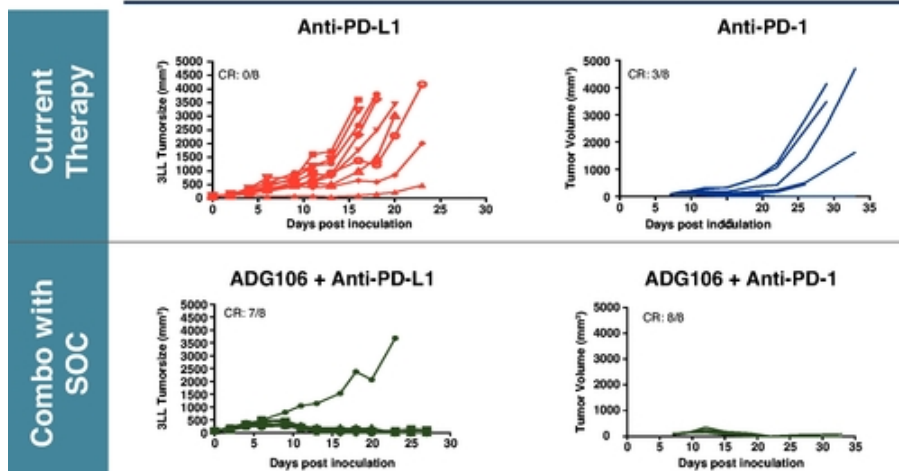 Current
Therapy
Anti-PD-L1
CR: 0/8
3LL Tumorsize (mm³)
5000
4500
4000
3500
3000
2500
2000
1500
1000
500
0
0 5 10 15 20 25 30
Days post inoculation
Anti-PD-1
CR: 3/8
Tumor Volume (mm³)
5000
4000
3000
2000
1000
0
0 5 10 15 20 25 30 35
Days post inoculation
Combo with
SOC
ADG106 + Anti-PD-L1
CR: 7/8
3LL Tumorsize (mm³)
5000
4500
4000
3500
3000
2500
2000
1500
1000
500
0
0 5 10 15 20 25 30
Days post inoculation
ADG106 + Anti-PD-1
CR: 8/8
Tumor Volume (mm³)
5000
4000
3000
2000
1000
0
0 5 10 15 20 25 30 35
Days post inoculation